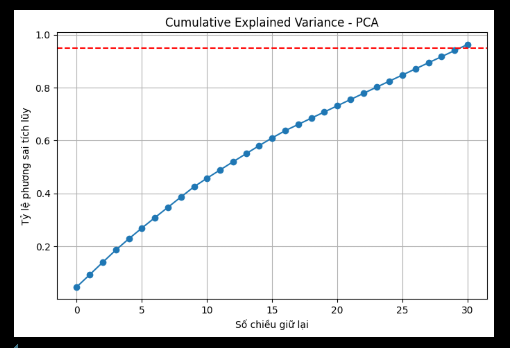 Cumulative Explained Variance - PCA
1.0
0.8
0.6
0.4
0.2
Tỷ lệ phương sai tích lũy
0 5 10 15 20 25 30
Số chiều giữ lại